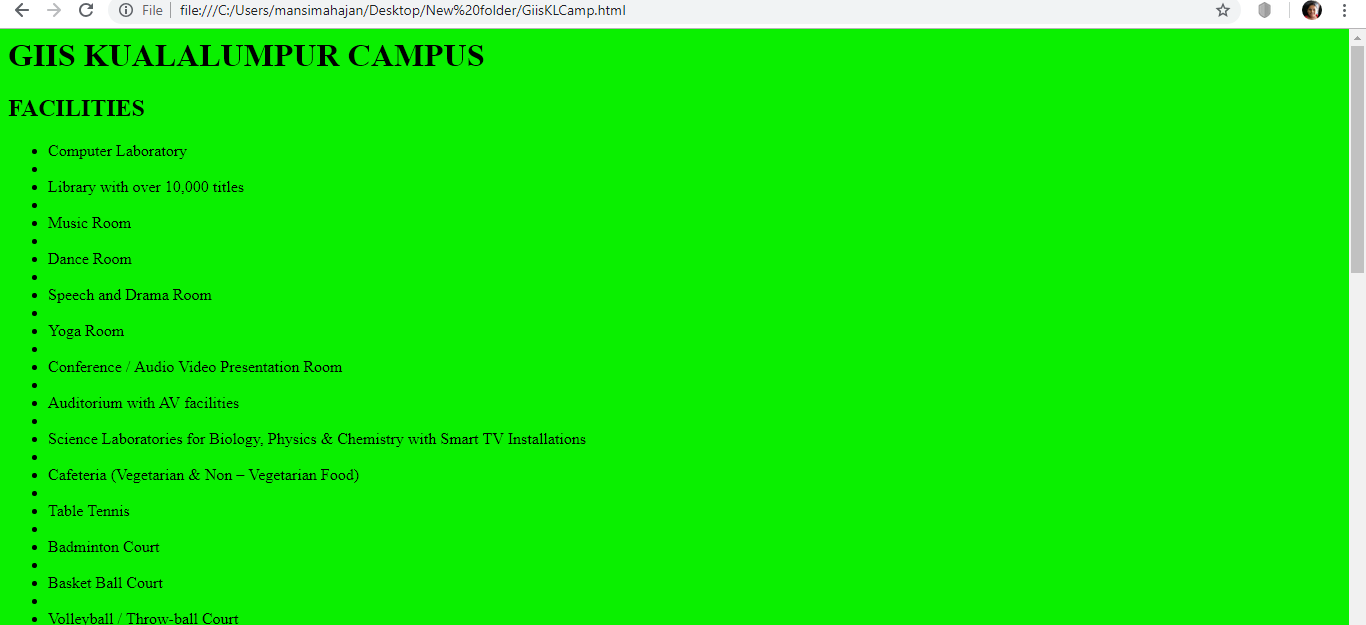 File
file:///C:/Users/mansimahajan/Desktop/New%20folder/GiisKLCamp.html
GIIS KUALALUMPUR CAMPUS
FACILITIES
Computer Laboratory
Library with over 10,000 titles
Music Room
Dance Room
Speech and Drama Room
Yoga Room
Conference / Audio Video Presentation Room
Auditorium with AV facilities
Science Laboratories for Biology, Physics & Chemistry with Smart TV Installations
Cafeteria (Vegetarian & Non – Vegetarian Food)
Table Tennis
Badminton Court
Basket Ball Court
Volleyball / Throw-ball Court